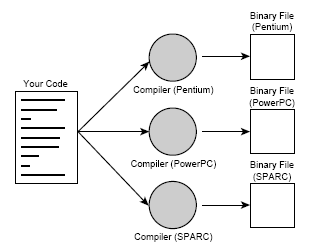 Your Code
Compiler (Pentium)
Compiler (PowerPC)
Compiler (SPARC)
Binary File
(Pentium)
Binary File
(PowerPC)
Binary File
(SPARC)